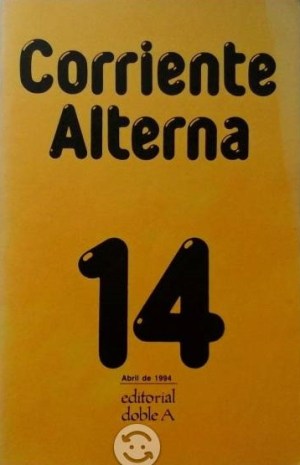 Corriente
Alterna
14
Abril de 1994
editorial
doble A